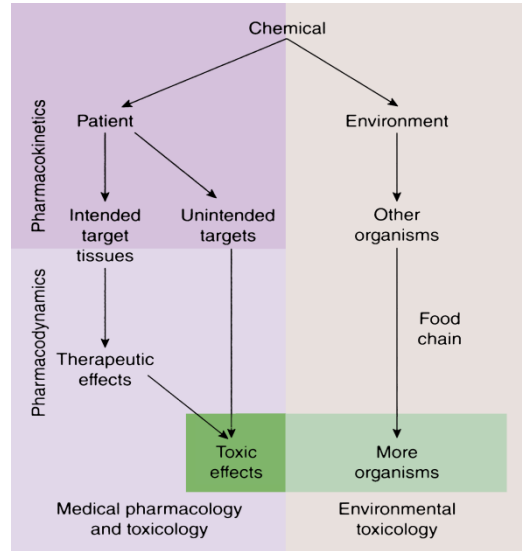 Chemical
Patient
Environment
Pharmacokinetics
Intended
target
tissues
Unintended
targets
Other
organisms
Pharmacodynamics
Food
chain
Therapeutic
effects
Toxic
effects
More
organisms
Medical pharmacology
and toxicology
Environmental
toxicology